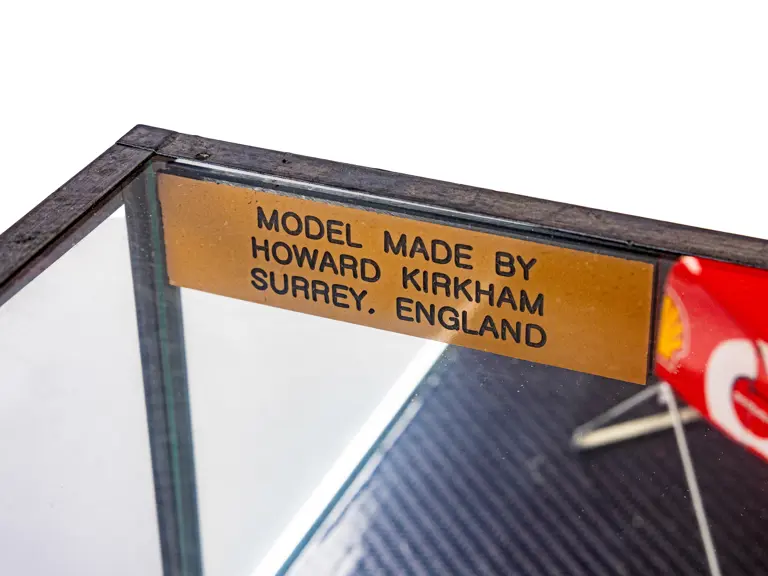 MODEL MADE BY
HOWARD KIRKHAM
SURREY. ENGLAND